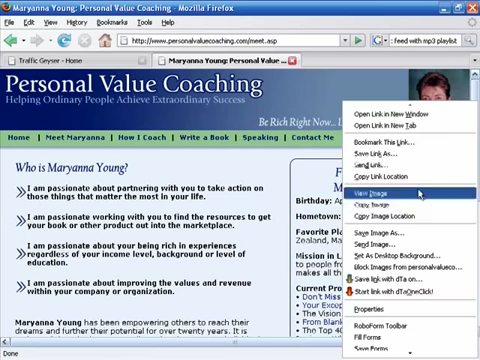 Maryanna Young: Personal Value Coaching - Mozilla Firefox
File Edit View History Bookmarks Tools Help
http://www.personalvaluecoaching.com/meet.asp
feed with mp3 playlist
Traffic Geyser - Home
Maryanna Young: Personal Value ...
Personal Value Coaching
Helping Ordinary People Achieve Extraordinary Success
Be Rich Right Now...
Home Meet Maryanna How I Coach Write a Book Speaking Contact Me
Who is Maryanna Young?
I am passionate about partnering with you to take action on
those things that matter the most in your life.
I am passionate about working with you to find the resources to get
your book or other product out into the marketplace.
I am passionate about your being rich in experiences
regardless of income level, background or level of
education.
I am passionate about improving the values and revenue
within your company or organization.
Maryanna Young has been empowering others to reach their
dreams and further their potential for over twenty years. It is
Birthday: Ap
Hometown:
Favorite Plac
Zealand, Ma
Mission in L
making all th
Current Pro
• Don't Miss
• Your Book
• The Vision
• From Blank
Open Link in New Window
Open Link in New Tab
Bookmark This Link...
Save Link As...
Send Link...
Copy Link Location
View Image
Copy Image
Copy Image Location
Save Image As...
Send Image...
Set As Desktop Background...
Block Images from personalvalueco...
Save link with dTa on...
Start link with dTaOneClick!
Properties
RoboForm Toolbar
Fill Forms
Save Forms
Done